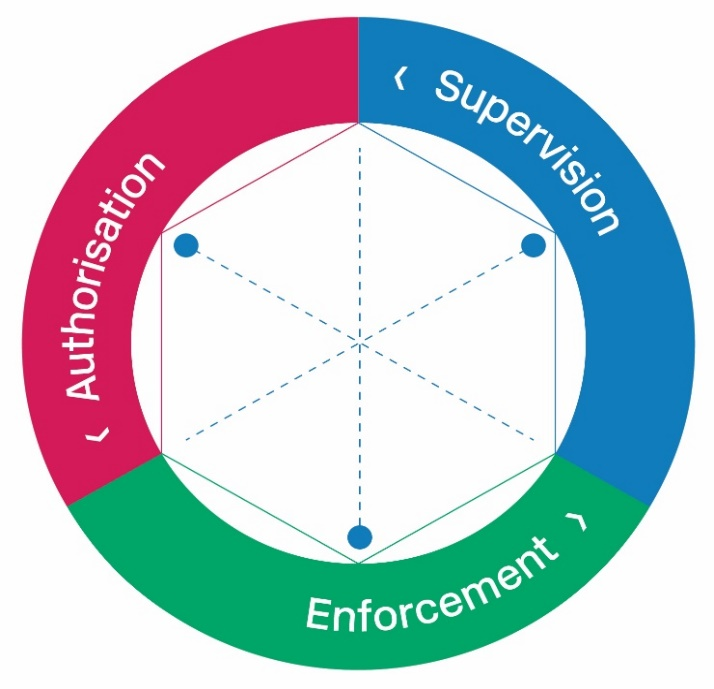 ‹ Supervision
‹ Authorisation
Enforcement ›